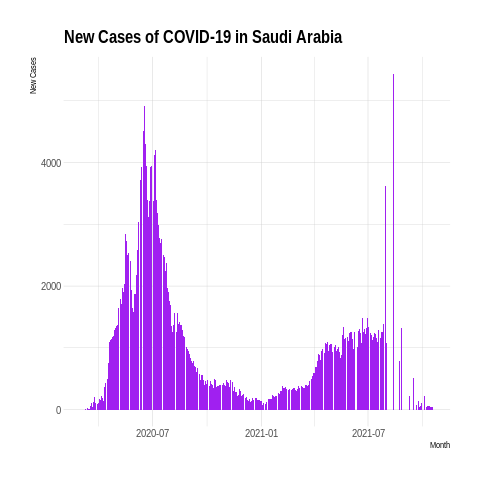 New Cases of COVID-19 in Saudi Arabia
New Cases
4000
2000
0
2020-07
2021-01
2021-07
Month